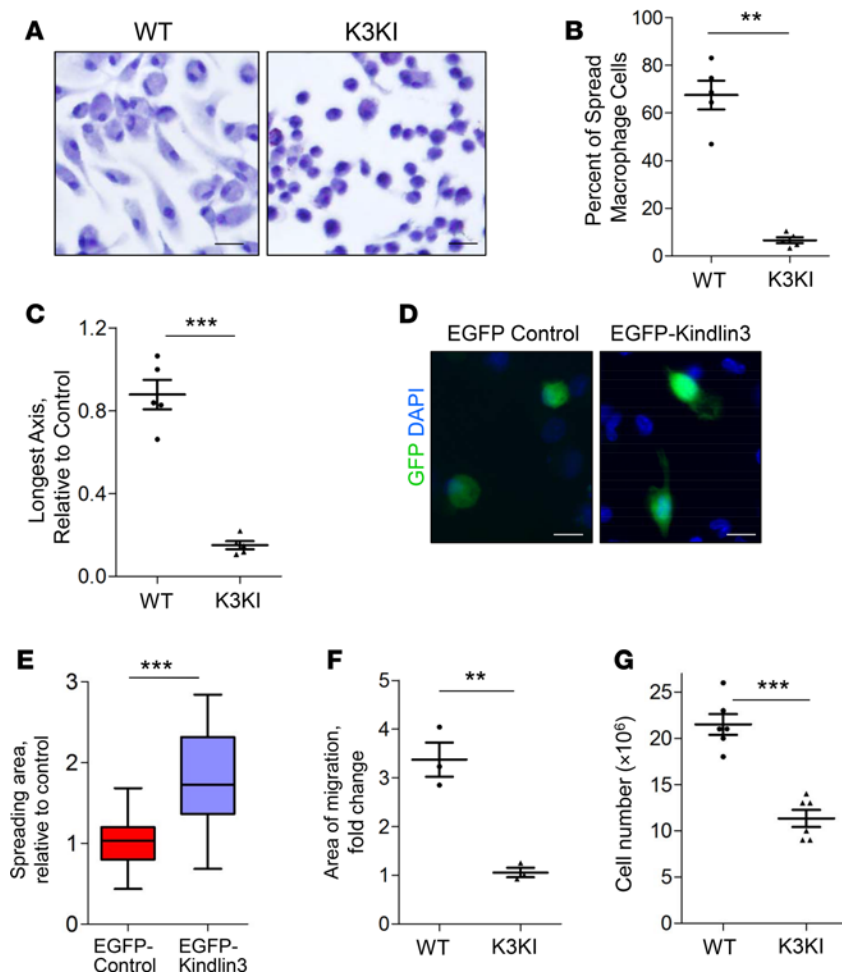 A
WT
K3KI
B
**
Percent of Spread
Macrophage Cells
100
80
60
40
20
0
WT
K3KI
C
***
Longest Axis,
Relative to Control
1.2
0.8
0.4
0.0
WT
K3KI
D
EGFP Control
EGFP-Kindlin3
GFP DAPI
E
***
Spreading area,
relative to control
3
2
1
0
EGFP-
Control
EGFP-
Kindlin3
F
**
Area of migration,
fold change
5
4
3
2
1
0
WT
K3KI
G
***
Cell number (×10⁶)
25
20
15
10
5
0
WT
K3KI